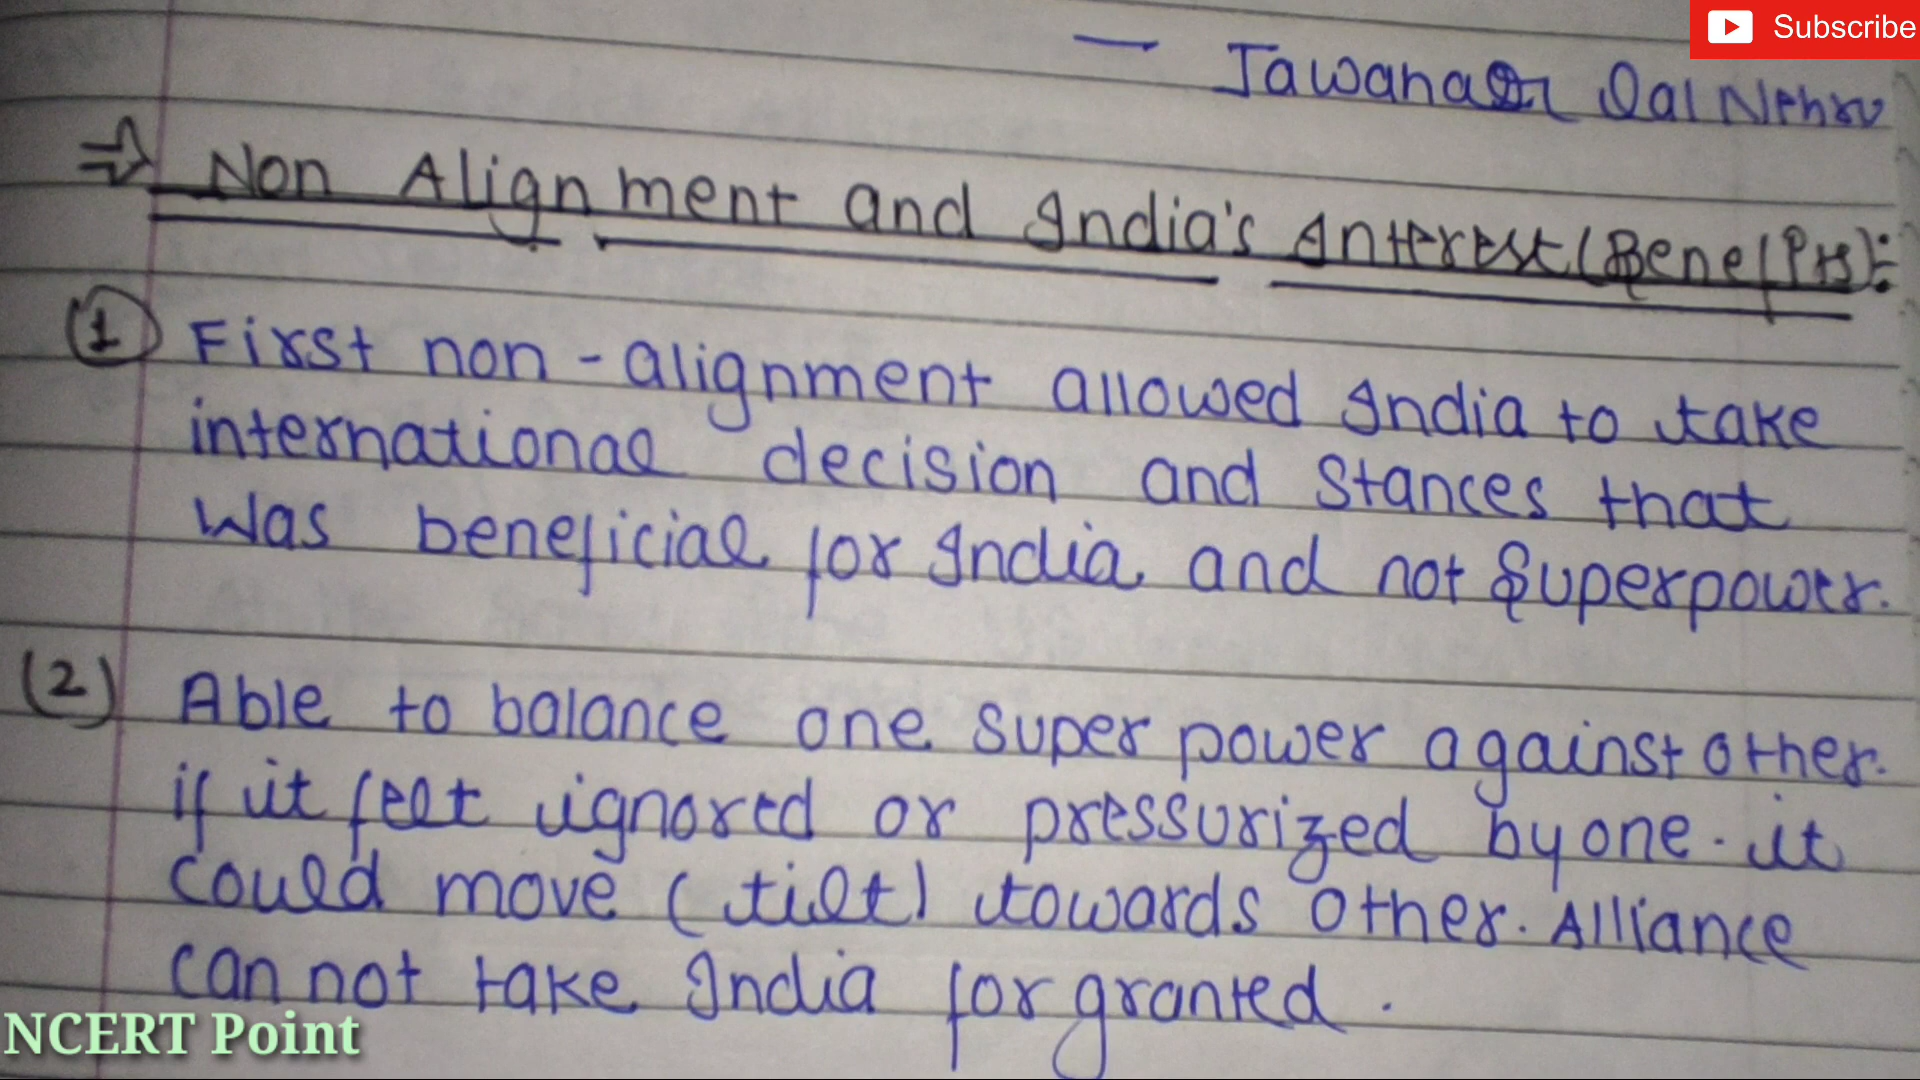 Subscribe
— Jawahar Lal Nehru
⇒ Non Alignment and India's Interest (Benefits):
(1) First non-alignment allowed India to take
international decision and Stances that
was beneficial for India and not Superpower.
(2) Able to balance one super power against other.
if it felt ignored or pressurized by one. it
could move (tilt) towards other. Alliance
can not take India for granted.
NCERT Point